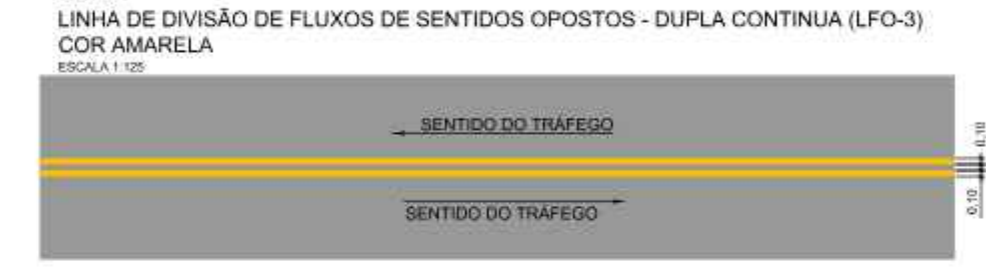 LINHA DE DIVISÃO DE FLUXOS DE SENTIDOS OPOSTOS - DUPLA CONTINUA (LFO-3)
COR AMARELA
ESCALA 1:125
SENTIDO DO TRÁFEGO
0,10
SENTIDO DO TRÁFEGO
0,10